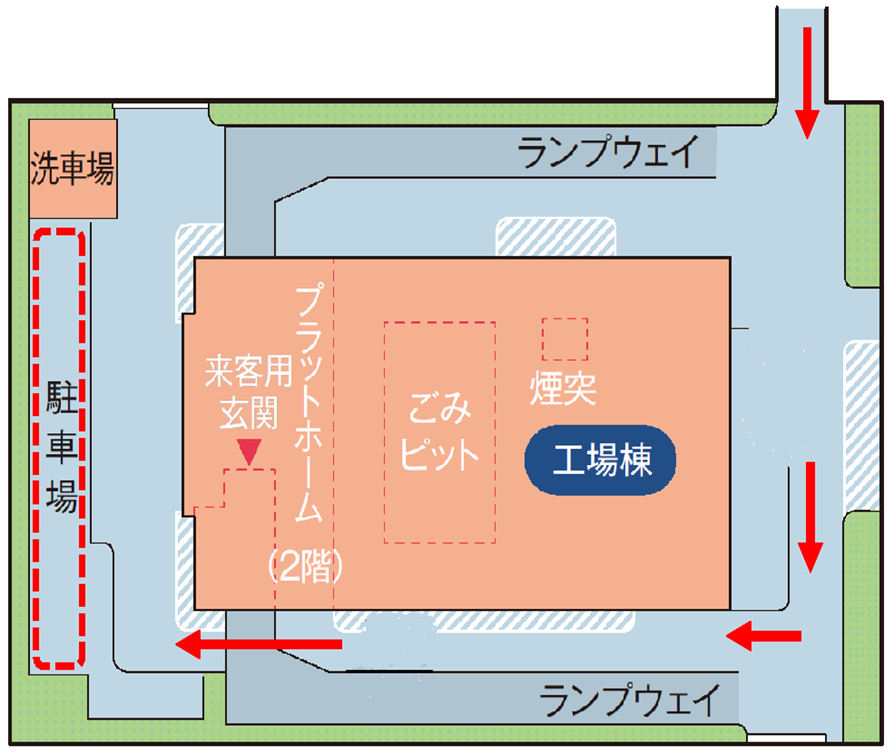 ランプウェイ
洗車場
プラットホーム
(2階)
来客用
玄関
ごみ
ピット
煙突
工場棟
駐車場
ランプウェイ